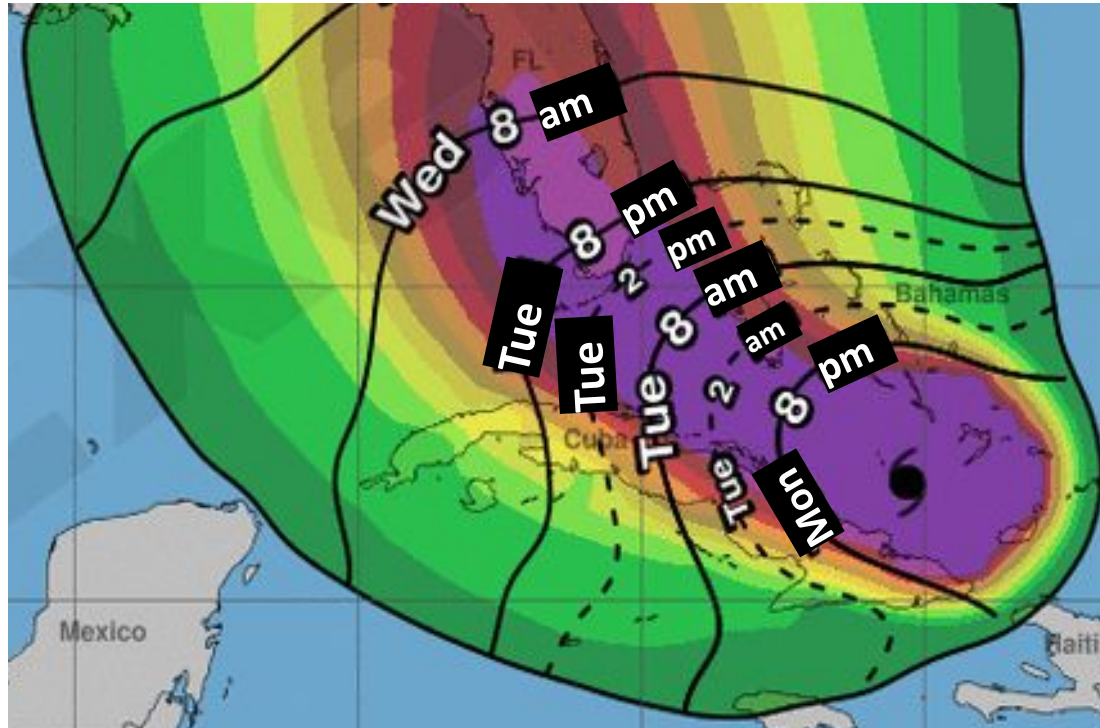 FL
Wed 8 am
Tue 8 pm
Tue 2 pm
Tue 8 am
Tue 2 am
Mon 8 pm
Bahamas
Cuba
Mexico
Haiti